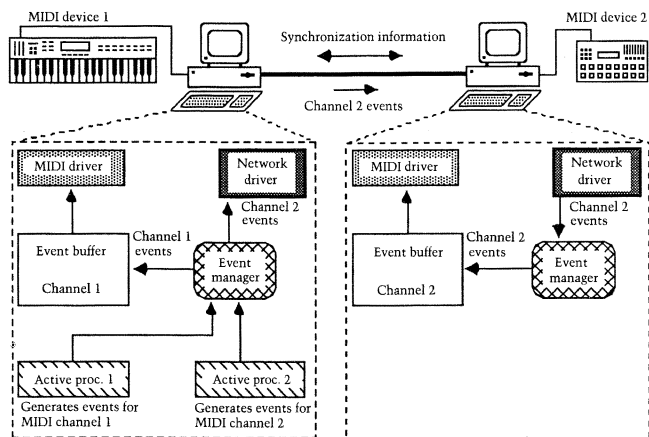 MIDI device 1
MIDI device 2
Synchronization information
Channel 2 events
MIDI driver
Network
driver
Channel 2
events
Event buffer
Channel 1
Channel 1
events
Event
manager
Active proc. 1
Generates events for
MIDI channel 1
Active proc. 2
Generates events for
MIDI channel 2
MIDI driver
Network
driver
Channel 2
events
Event buffer
Channel 2
Channel 2
events
Event
manager